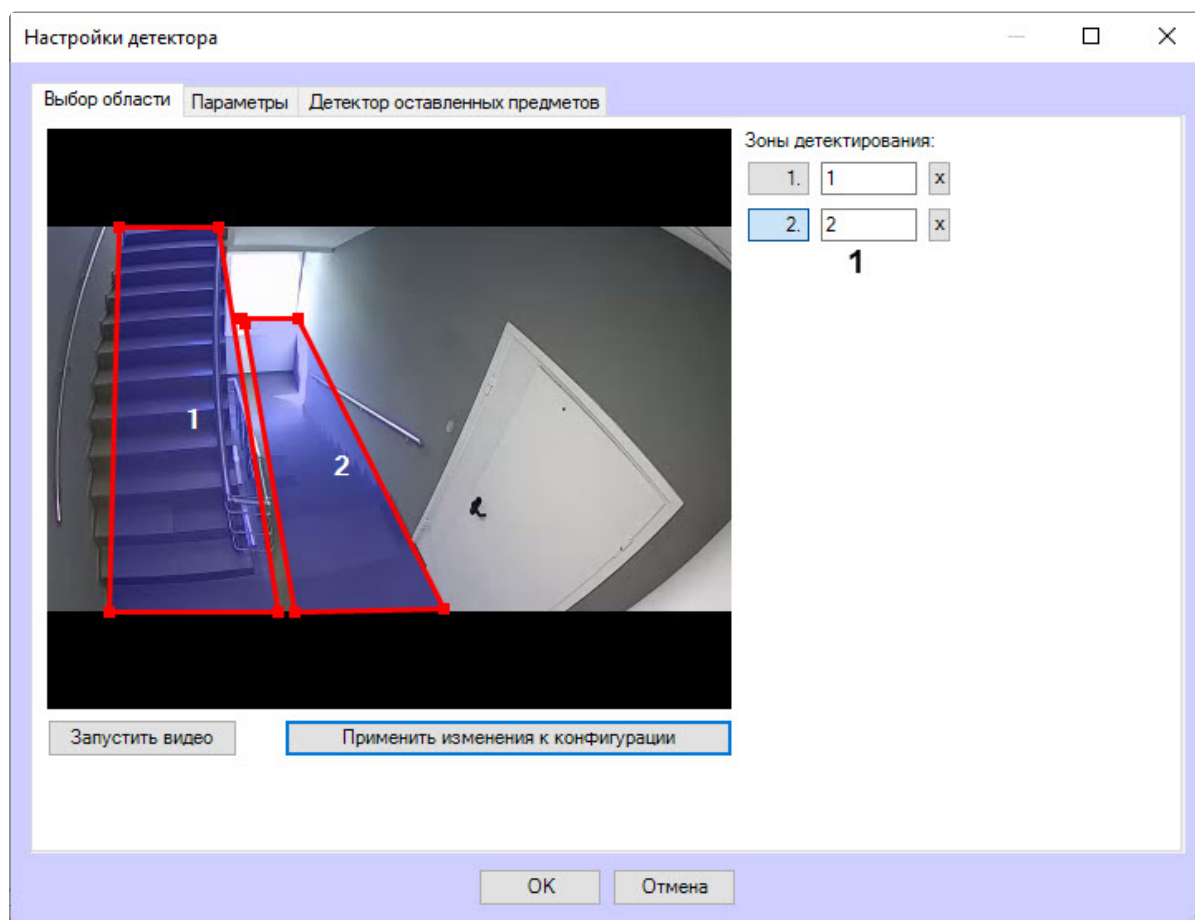 Настройки детектора
Выбор области Параметры Детектор оставленных предметов
Зоны детектирования:
1. 1 x
2. 2 x
1
1
2
Запустить видео Применить изменения к конфигурации
OK Отмена